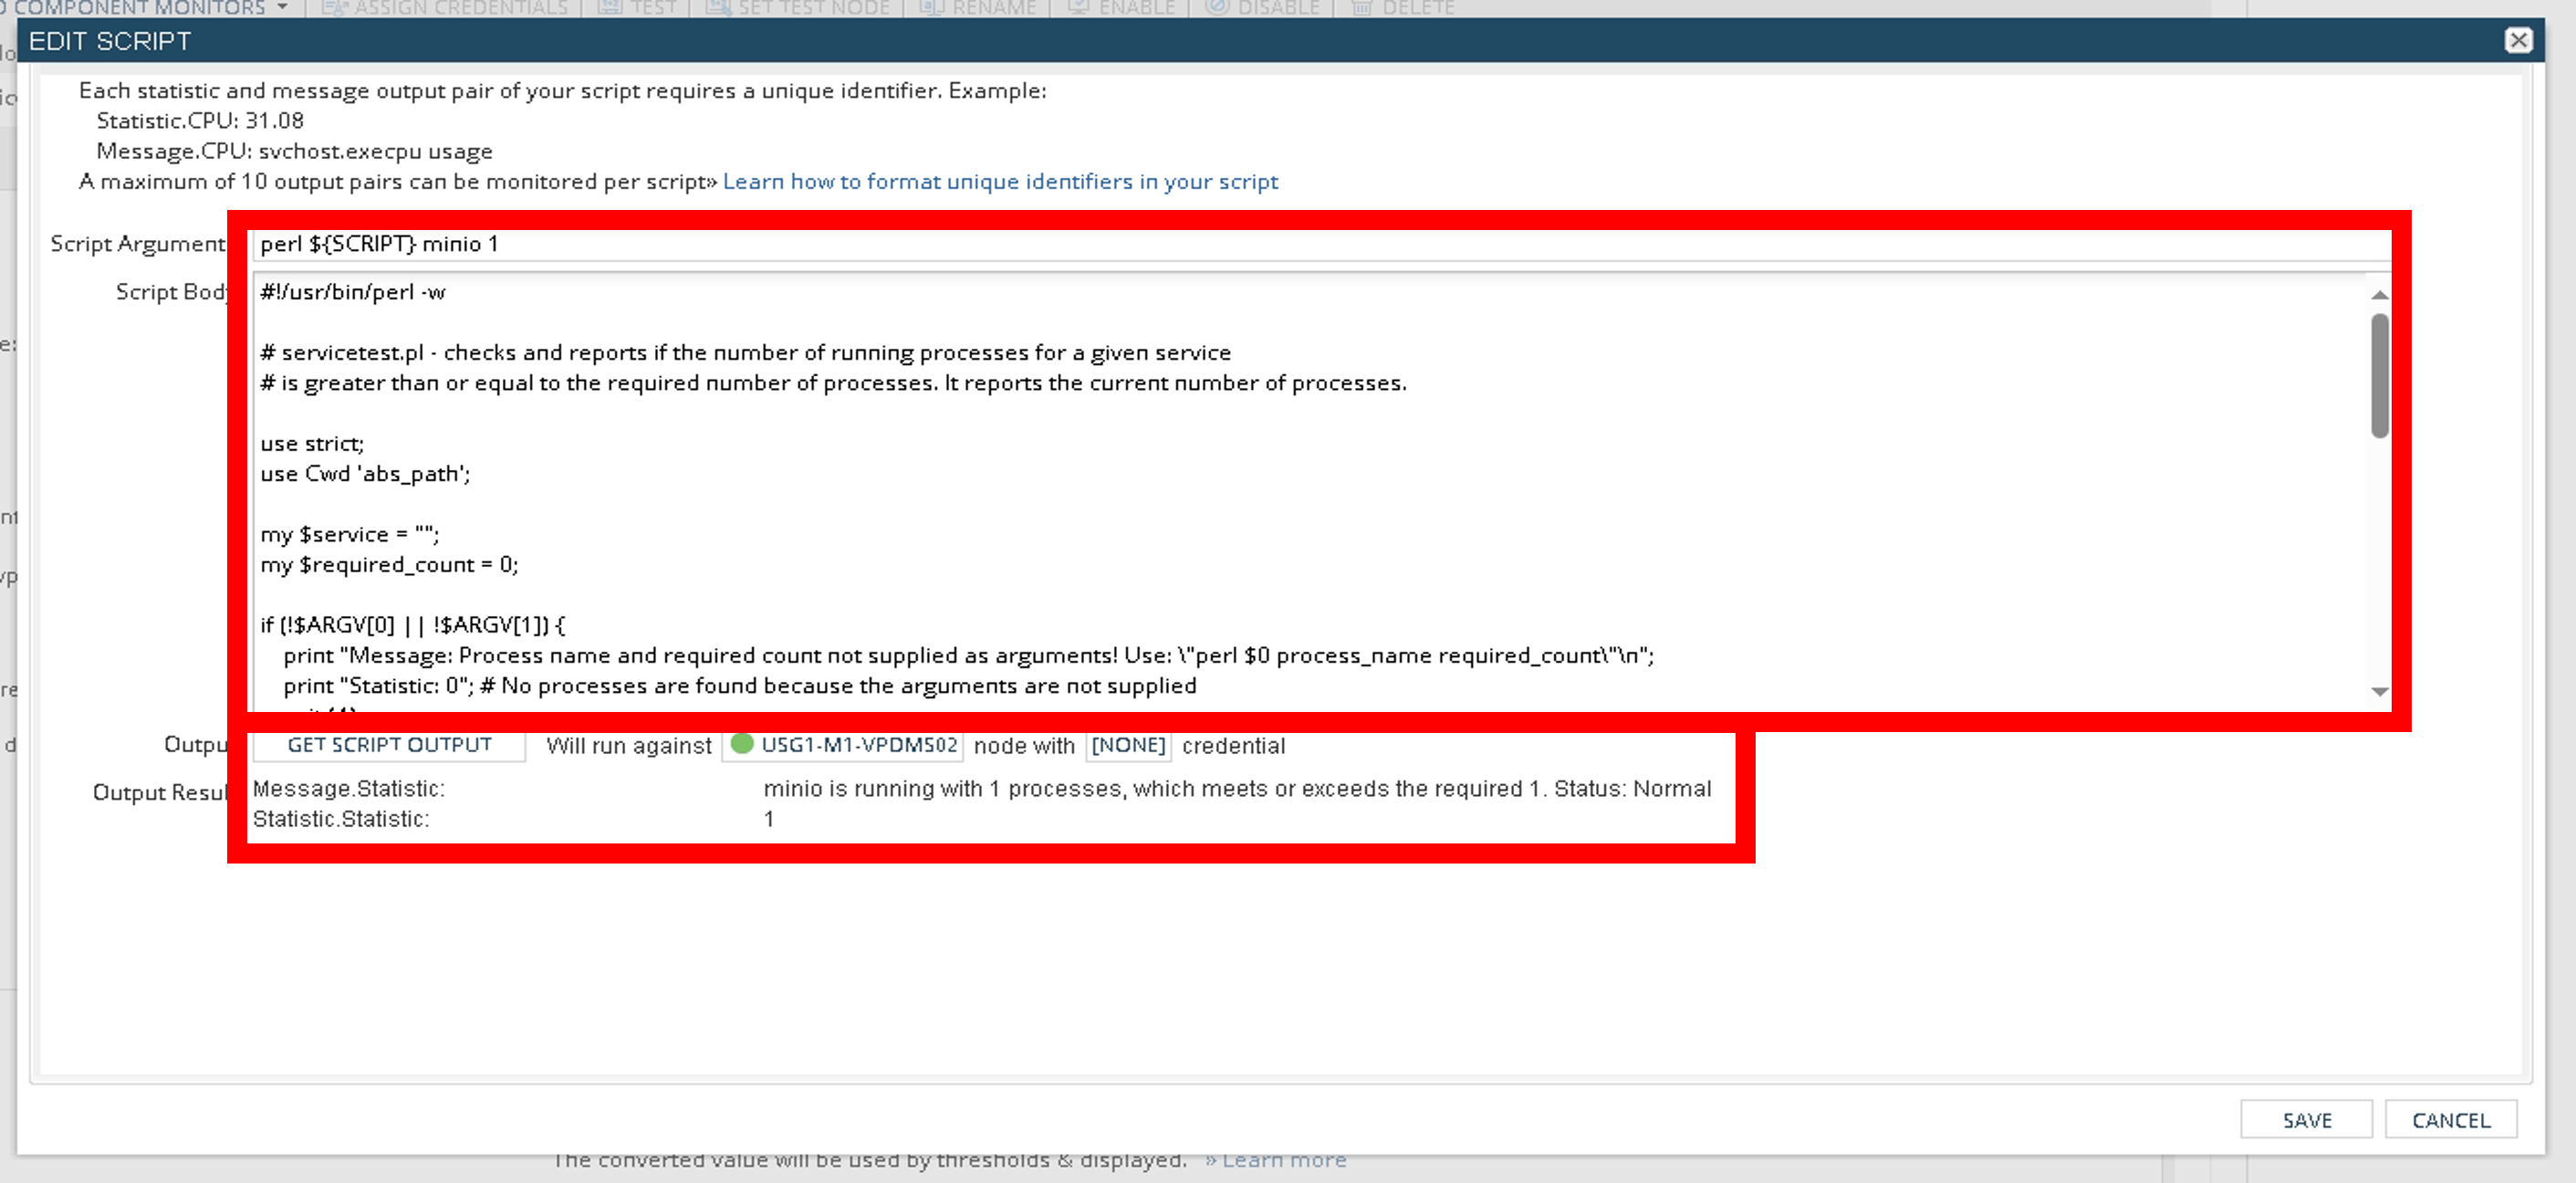 COMPONENT MONITORS
ASSIGN CREDENTIALS
TEST
SET TEST NODE
RENAME
ENABLE
DISABLE
DELETE
EDIT SCRIPT
Each statistic and message output pair of your script requires a unique identifier. Example:
Statistic.CPU: 31.08
Message.CPU: svchost.execpu usage
A maximum of 10 output pairs can be monitored per script» Learn how to format unique identifiers in your script
Script Argument
perl ${SCRIPT} minio 1
Script Body
#!/usr/bin/perl -w
# servicetest.pl - checks and reports if the number of running processes for a given service
# is greater than or equal to the required number of processes. It reports the current number of processes.
use strict;
use Cwd 'abs_path';
my $service = "";
my $required_count = 0;
if (!$ARGV[0] || !$ARGV[1]) {
print "Message: Process name and required count not supplied as arguments! Use: \"perl $0 process_name required_count\"\n";
print "Statistic: 0"; # No processes are found because the arguments are not supplied
Outpu
GET SCRIPT OUTPUT Will run against USG1-M1-VPDMS02 node with [NONE] credential
Output Resul
Message.Statistic: minio is running with 1 processes, which meets or exceeds the required 1. Status: Normal
Statistic.Statistic: 1
SAVE CANCEL
The converted value will be used by thresholds & displayed. » Learn more